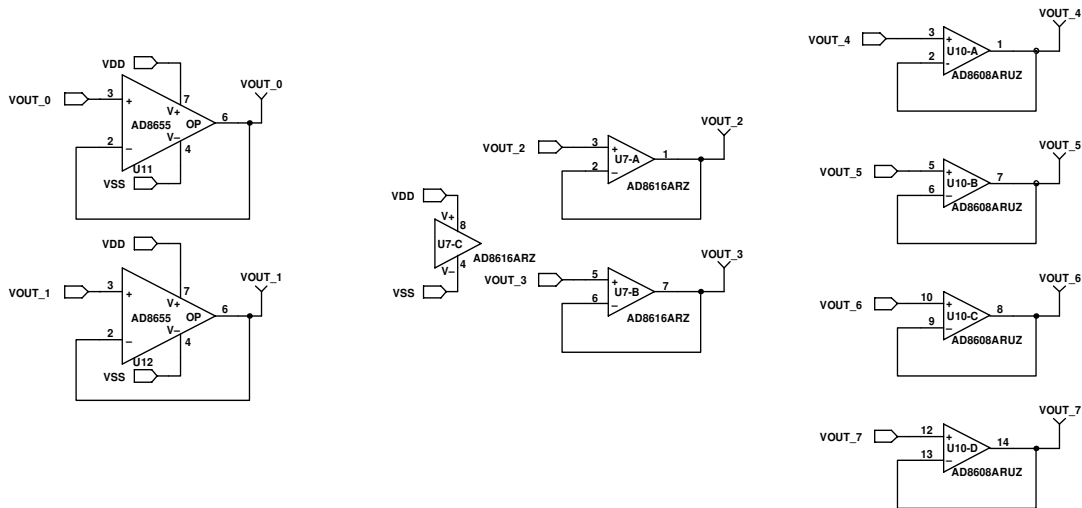 VDD
VOUT_0
3
+
7
V+
AD8655
OP
6
VOUT_0
2
−
V−
4
U11
VSS
VDD
VOUT_1
3
+
7
V+
AD8655
OP
6
VOUT_1
2
−
V−
4
U12
VSS
VDD
V+
8
U7-C
AD8616ARZ
V−
4
VSS
VOUT_2
3
+
U7-A
1
VOUT_2
2
−
AD8616ARZ
VOUT_3
5
+
U7-B
7
VOUT_3
6
−
AD8616ARZ
VOUT_4
3
+
U10-A
1
VOUT_4
2
-
AD8608ARUZ
VOUT_5
5
+
U10-B
7
VOUT_5
6
−
AD8608ARUZ
VOUT_6
10
+
U10-C
8
VOUT_6
9
−
AD8608ARUZ
VOUT_7
12
+
U10-D
14
VOUT_7
13
−
AD8608ARUZ